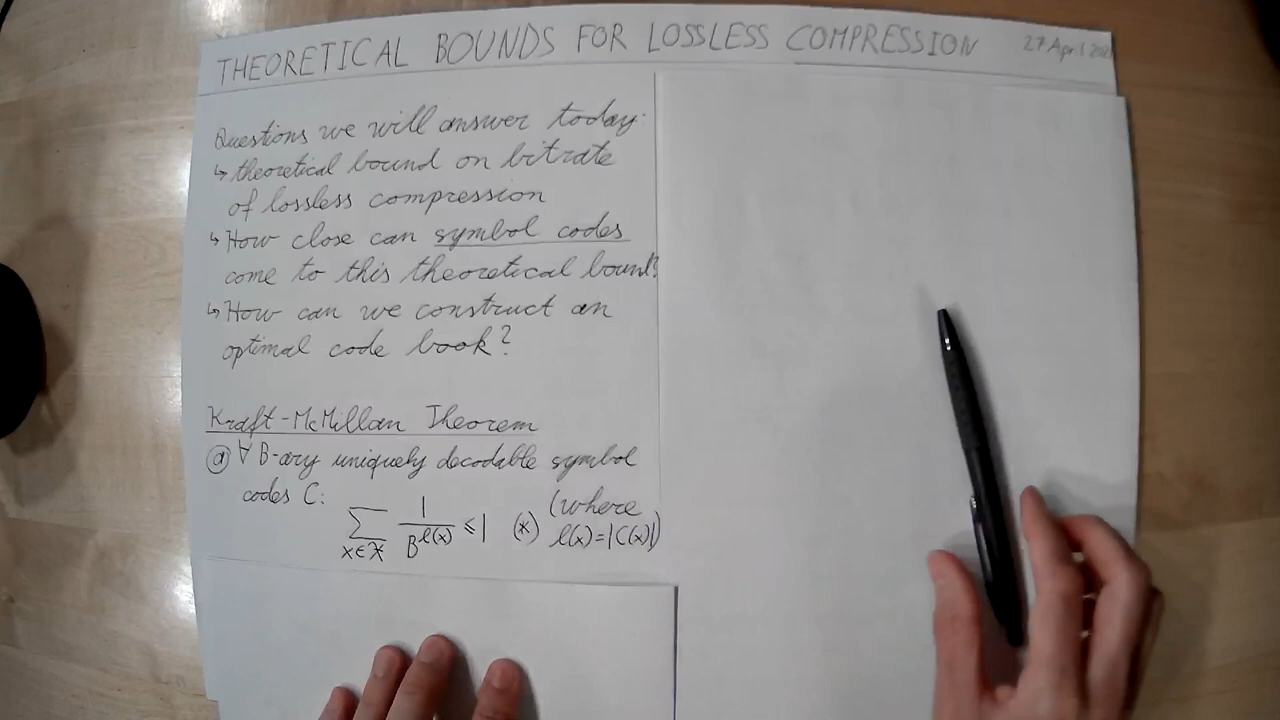 THEORETICAL BOUNDS FOR LOSSLESS COMPRESSION
27 April
Questions we will answer today:
↳ theoretical bound on bitrate
of lossless compression
↳ How close can symbol codes
come to this theoretical bound?
↳ How can we construct an
optimal code book?
Kraft-McMillan Theorem
ⓐ ∀ B-ary uniquely decodable symbol
codes C:
∑_{x∈𝒳} 1/B^{ℓ(x)} ≤ 1 (*) (where
ℓ(x)=|C(x)|)